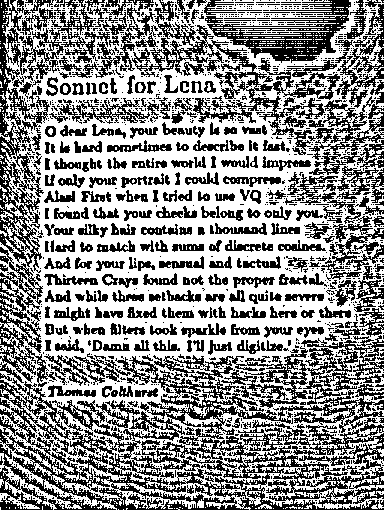 Sonnet for Lena
O dear Lena, your beauty is so vast
It is hard sometimes to describe it fast.
I thought the entire world I would impress
If only your portrait I could compress.
Alas! First when I tried to use VQ
I found that your cheeks belong to only you.
Your silky hair contains a thousand lines
Hard to match with sums of discrete cosines.
And for your lips, sensual and tactual
Thirteen Crays found not the proper fractal.
And while these setbacks are all quite severe
I might have fixed them with hacks here or there
But when filters took sparkle from your eyes
I said, 'Damn all this. I'll just digitize.'
Thomas Colthurst